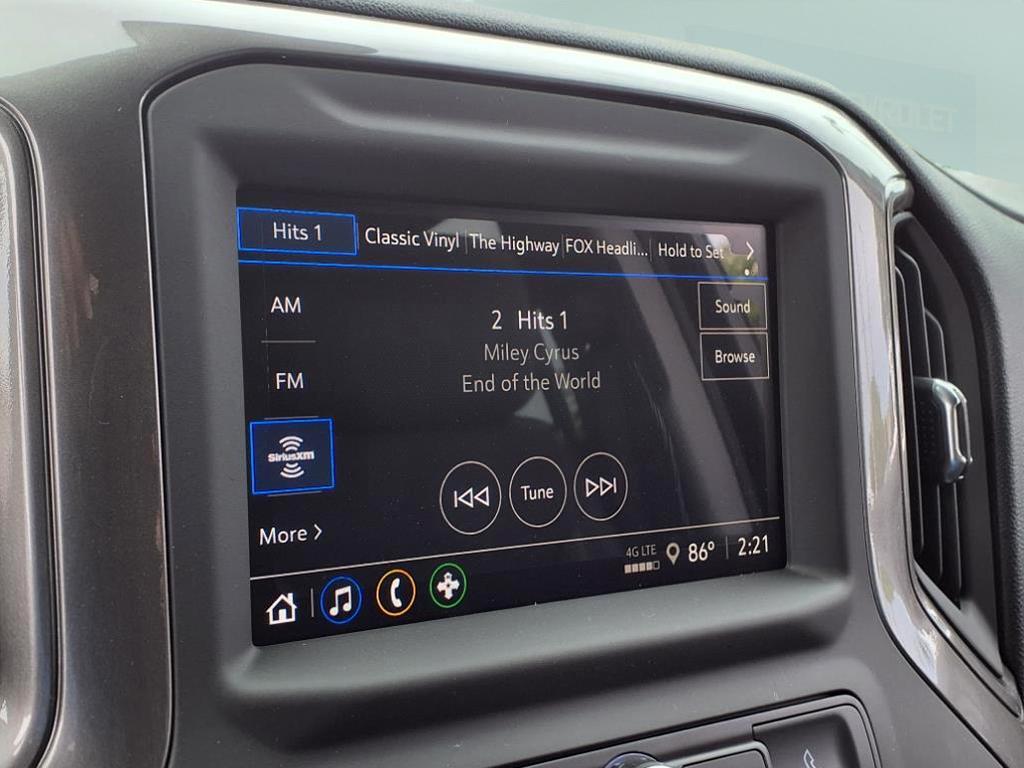 Hits 1 Classic Vinyl The Highway FOX Headli... Hold to Set >
AM
2 Hits 1
Sound
Miley Cyrus
FM
End of the World
Browse
SiriusXM
Tune
More >
4G LTE
86° 2:21